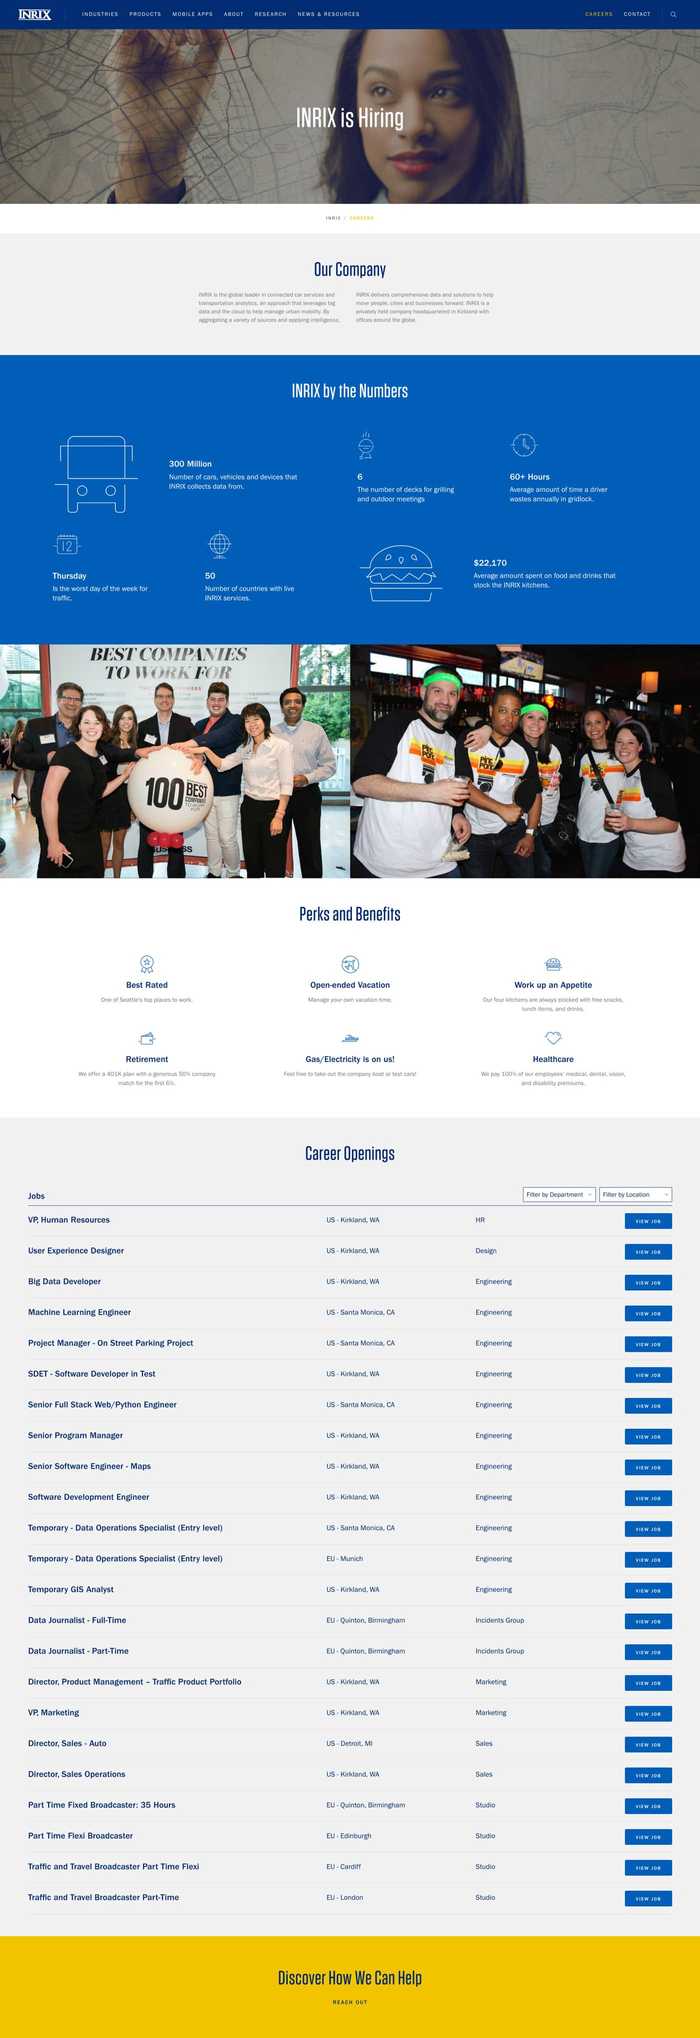 INRIX
INDUSTRIES PRODUCTS MOBILE APPS ABOUT RESEARCH NEWS & RESOURCES CAREERS CONTACT
INRIX is Hiring
INRIX / CAREERS
Our Company
INRIX is the global leader in connected car services and
transportation analytics, an approach that leverages big
data and the cloud to help manage urban mobility. By
aggregating a variety of sources and applying intelligence,
INRIX delivers comprehensive data and solutions to help
move people, cities and businesses forward. INRIX is a
privately held company headquartered in Kirkland with
offices around the globe.
INRIX by the Numbers
300 Million
Number of cars, vehicles and devices that
INRIX collects data from.
6
The number of decks for grilling
and outdoor meetings
60+ Hours
Average amount of time a driver
wastes annually in gridlock.
12
Thursday
Is the worst day of the week for
traffic.
50
Number of countries with live
INRIX services.
$22,170
Average amount spent on food and drinks that
stock the INRIX kitchens.
BEST COMPANIES
TO WORK FOR
100 BEST
COMPANIES
Perks and Benefits
Best Rated
One of Seattle's top places to work.
Open-ended Vacation
Manage your own vacation time.
Work up an Appetite
Our four kitchens are always stocked with free snacks,
lunch items, and drinks.
Retirement
We offer a 401K plan with a generous 50% company
match for the first 6%.
Gas/Electricity is on us!
Feel free to take out the company boat or test cars!
Healthcare
We pay 100% of our employees' medical, dental, vision,
and disability premiums.
Career Openings
Jobs Filter by Department Filter by Location
VP, Human Resources US - Kirkland, WA HR VIEW JOB
User Experience Designer US - Kirkland, WA Design VIEW JOB
Big Data Developer US - Kirkland, WA Engineering VIEW JOB
Machine Learning Engineer US - Santa Monica, CA Engineering VIEW JOB
Project Manager - On Street Parking Project US - Santa Monica, CA Engineering VIEW JOB
SDET - Software Developer in Test US - Kirkland, WA Engineering VIEW JOB
Senior Full Stack Web/Python Engineer US - Santa Monica, CA Engineering VIEW JOB
Senior Program Manager US - Kirkland, WA Engineering VIEW JOB
Senior Software Engineer - Maps US - Kirkland, WA Engineering VIEW JOB
Software Development Engineer US - Kirkland, WA Engineering VIEW JOB
Temporary - Data Operations Specialist (Entry level) US - Santa Monica, CA Engineering VIEW JOB
Temporary - Data Operations Specialist (Entry level) EU - Munich Engineering VIEW JOB
Temporary GIS Analyst US - Kirkland, WA Engineering VIEW JOB
Data Journalist - Full-Time EU - Quinton, Birmingham Incidents Group VIEW JOB
Data Journalist - Part-Time EU - Quinton, Birmingham Incidents Group VIEW JOB
Director, Product Management – Traffic Product Portfolio US - Kirkland, WA Marketing VIEW JOB
VP, Marketing US - Kirkland, WA Marketing VIEW JOB
Director, Sales - Auto US - Detroit, MI Sales VIEW JOB
Director, Sales Operations US - Kirkland, WA Sales VIEW JOB
Part Time Fixed Broadcaster: 35 Hours EU - Quinton, Birmingham Studio VIEW JOB
Part Time Flexi Broadcaster EU - Edinburgh Studio VIEW JOB
Traffic and Travel Broadcaster Part Time Flexi EU - Cardiff Studio VIEW JOB
Traffic and Travel Broadcaster Part-Time EU - London Studio VIEW JOB
Discover How We Can Help
REACH OUT